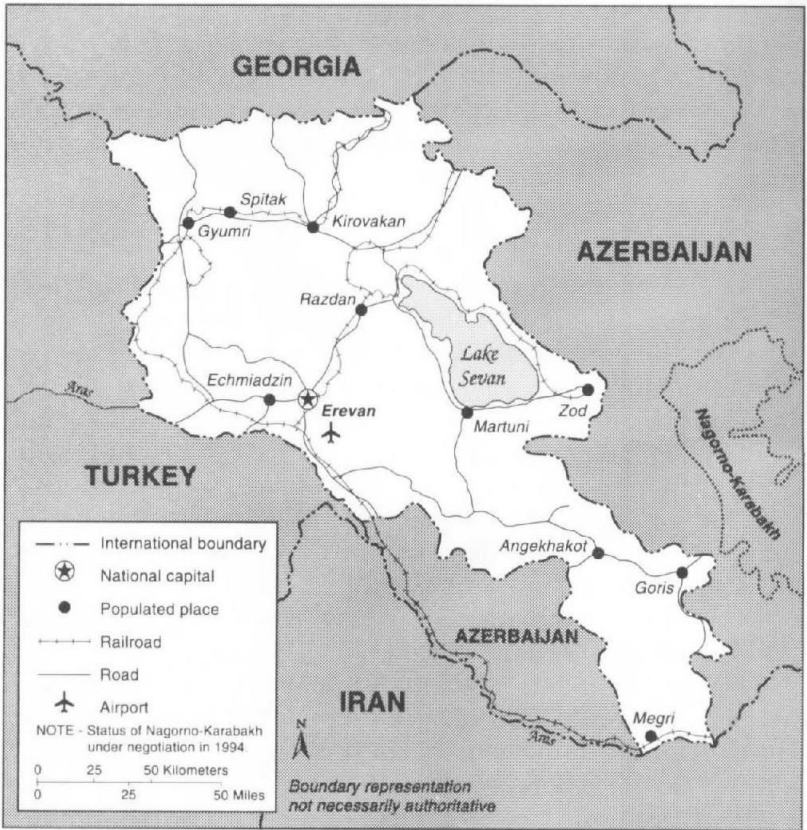 GEORGIA
Spitak
Gyumri
Kirovakan
AZERBAIJAN
Razdan
Lake
Sevan
Aras
Echmiadzin
Erevan
Zod
Martuni
Nagorno-Karabakh
TURKEY
Angekhakot
Goris
AZERBAIJAN
IRAN
Megri
Aras
International boundary
National capital
Populated place
Railroad
Road
Airport
NOTE - Status of Nagorno-Karabakh
under negotiation in 1994.
0 25 50 Kilometers
0 25 50 Miles
N
Boundary representation
not necessarily authoritative